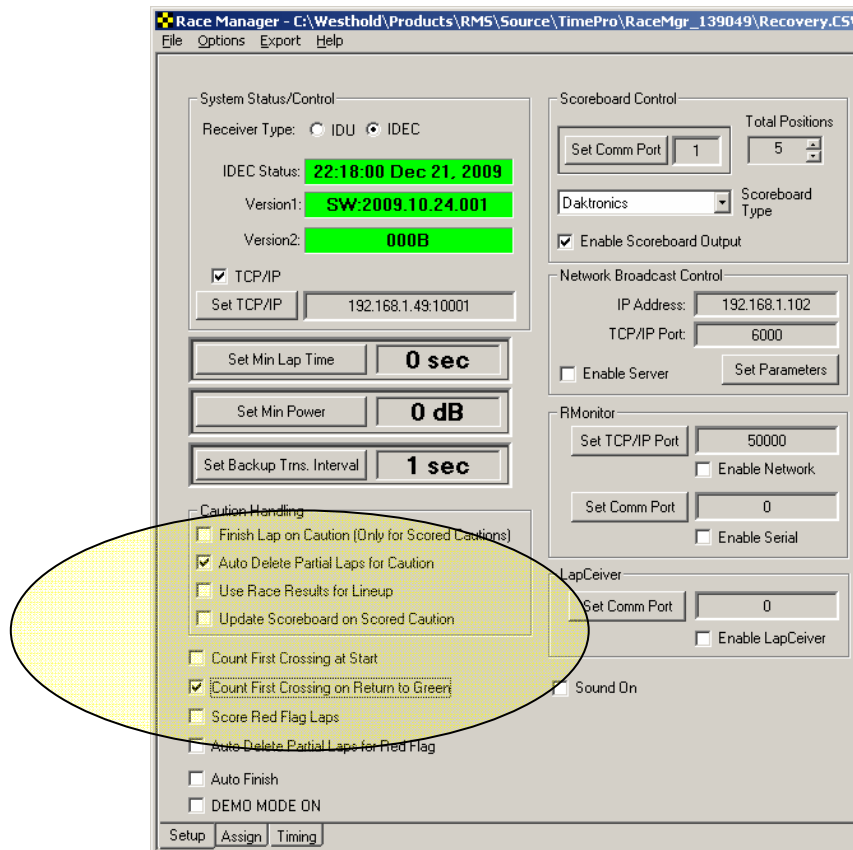 Race Manager - C:\Westhold\Products\RMS\Source\TimePro\RaceMgr_139049\Recovery.CSV
File Options Export Help
System Status/Control
Receiver Type: IDU IDEC
IDEC Status: 22:18:00 Dec 21, 2009
Version1: SW:2009.10.24.001
Version2: 000B
TCP/IP
Set TCP/IP 192.168.1.49:10001
Set Min Lap Time 0 sec
Set Min Power 0 dB
Set Backup Trns. Interval 1 sec
Caution Handling
Finish Lap on Caution (Only for Scored Cautions)
Auto Delete Partial Laps for Caution
Use Race Results for Lineup
Update Scoreboard on Scored Caution
Count First Crossing at Start
Count First Crossing on Return to Green
Score Red Flag Laps
Auto Delete Partial Laps for Red Flag
Auto Finish
DEMO MODE ON
Scoreboard Control
Total Positions
Set Comm Port 1 5
Daktronics Scoreboard
Type
Enable Scoreboard Output
Network Broadcast Control
IP Address: 192.168.1.102
TCP/IP Port: 6000
Enable Server Set Parameters
RMonitor
Set TCP/IP Port 50000
Enable Network
Set Comm Port 0
Enable Serial
LapCeiver
Set Comm Port 0
Enable LapCeiver
Sound On
Setup Assign Timing